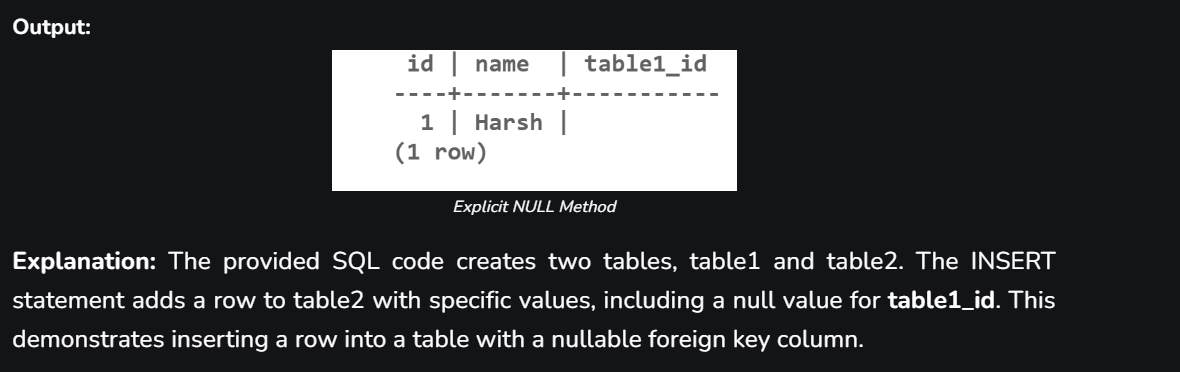 Output:
id | name | table1_id
----+-------+-----------
1 | Harsh |
(1 row)
Explicit NULL Method
Explanation: The provided SQL code creates two tables, table1 and table2. The INSERT
statement adds a row to table2 with specific values, including a null value for table1_id. This
demonstrates inserting a row into a table with a nullable foreign key column.